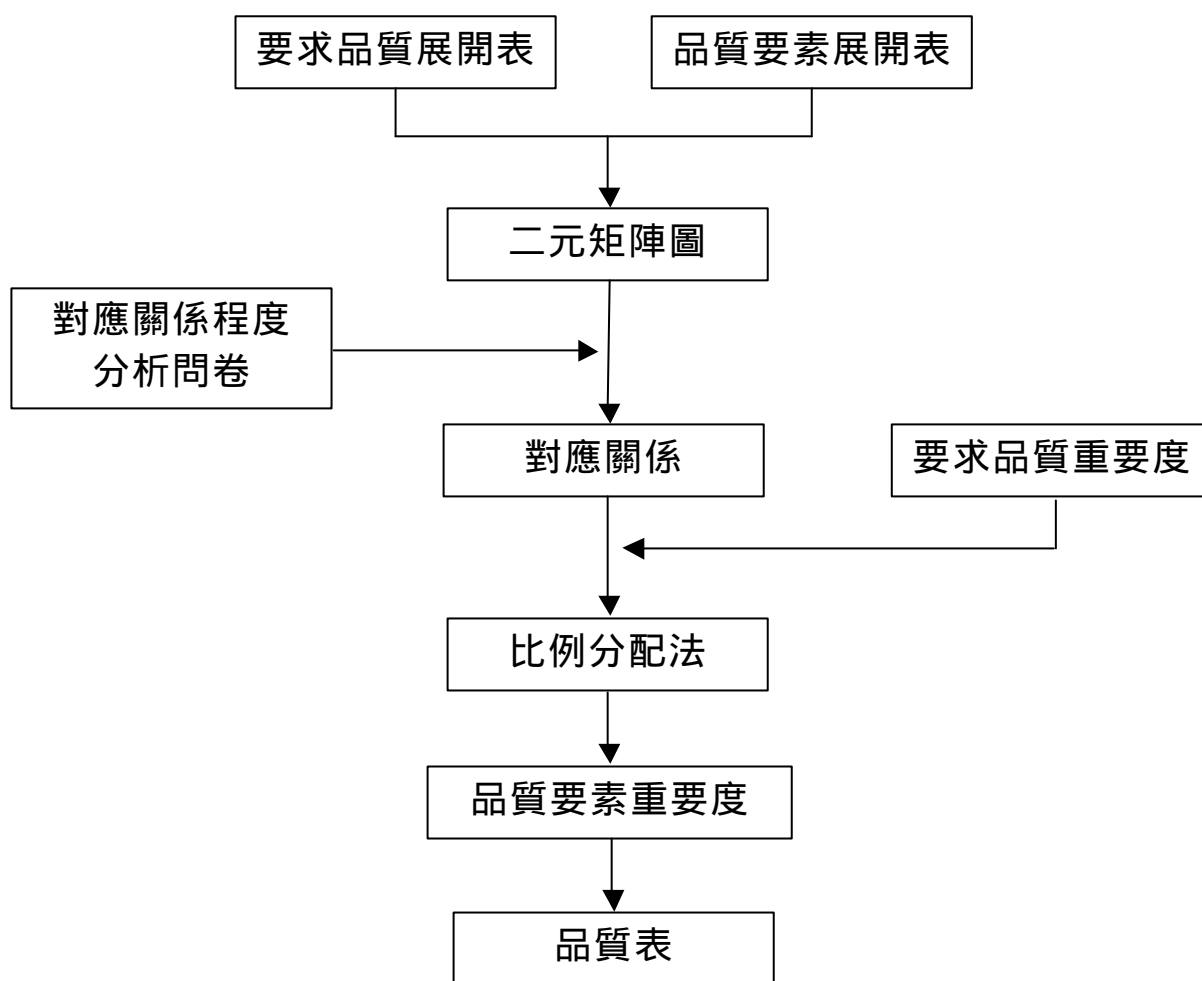 要求品質展開表
品質要素展開表
二元矩陣圖
對應關係程度
分析問卷
對應關係
要求品質重要度
比例分配法
品質要素重要度
品質表